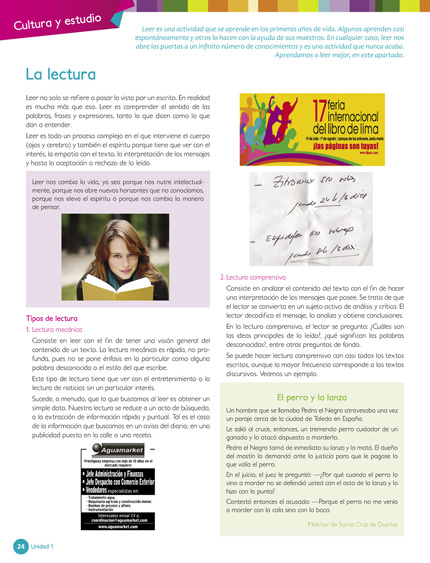 Cultura y estudio
Leer es una actividad que se aprende en los primeros años de vida. Algunos aprenden casi
espontáneamente y otros lo hacen con la ayuda de sus maestros. En cualquier caso, leer nos
abre las puertas a un infinito número de conocimientos y es una actividad que nunca acaba.
Aprendamos a leer mejor, en este apartado.
La lectura
Leer no solo se refiere a pasar la vista por un escrito. En realidad
es mucho más que eso. Leer es comprender el sentido de las
palabras, frases y expresiones, tanto lo que dicen como lo que
dan a entender.
Leer es todo un proceso complejo en el que interviene el cuerpo
(ojos y cerebro) y también el espíritu porque tiene que ver con el
interés, la empatía con el texto, la interpretación de los mensajes
y hasta la aceptación o rechazo de lo leído.
Leer nos cambia la vida, ya sea porque nos nutre intelectual-
mente, porque nos abre nuevos horizontes que no conocíamos,
porque nos eleva el espíritu o porque nos cambia la manera
de pensar.
Tipos de lectura
1. Lectura mecánica
Consiste en leer con el fin de tener una visión general del
contenido de un texto. La lectura mecánica es rápida, no pro-
funda, pues no se pone énfasis en lo particular como alguna
palabra desconocida o el estilo del que escribe.
Este tipo de lectura tiene que ver con el entretenimiento o la
lectura de noticias sin un interés particular.
Sucede, a menudo, que lo que buscamos al leer es obtener un
simple dato. Nuestra lectura se reduce a un acto de búsqueda,
a la extracción de información rápida y puntual. Tal es el caso
de la información que buscamos en un aviso del diario, en una
publicidad puesta en la calle o una receta.
Aguamarket
Prestigiosa empresa con más de 10 años en el
mercado requiere:
• Jefe Administración y Finanzas
• Jefe Despacho con Comercio Exterior
• Vendedores especialistas en:
- Tratamiento agua.
- Maquinaria agrícola y construcción menor.
- Bombas de proceso y afines.
- Instrumentación
Interesados enviar CV a:
coordinacion@aguamarket.com
www.aguamarket.com
17 feria
internacional
del libro de lima
¡las páginas son tuyas!
2. Lectura comprensiva
Consiste en analizar el contenido del texto con el fin de hacer
una interpretación de los mensajes que posee. Se trata de que
el lector se convierta en un sujeto activo de análisis y crítica. El
lector decodifica el mensaje, lo analiza y obtiene conclusiones.
En la lectura comprensiva, el lector se pregunta: ¿Cuáles son
las ideas principales de lo leído?, ¿qué significan las palabras
desconocidas?, entre otras preguntas de fondo.
Se puede hacer lectura comprensiva con casi todos los textos
escritos, aunque la mayor frecuencia corresponde a los textos
discursivos. Veamos un ejemplo.
El perro y la lanza
Un hombre que se llamaba Pedro el Negro atravesaba una vez
un paraje cerca de la ciudad de Toledo en España.
Le salió al cruce, entonces, un tremendo perro cuidador de un
ganado y lo atacó dispuesto a morderlo.
Pedro el Negro tomó de inmediato su lanza y lo mató. El dueño
del mastín lo demandó ante la justicia para que le pagase lo
que valía el perro.
En el juicio, el juez le preguntó: —¿Por qué cuando el perro lo
vino a morder no se defendió usted con el asta de la lanza y la
hizo con la punta?
Contestó entonces el acusado: —Porque el perro no me venía
a morder con la cola sino con la boca.
Melchor de Santa Cruz de Dueñas
24
Unidad 1